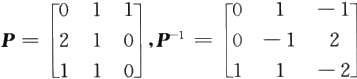 P = [0 1 1; 2 1 0; 1 1 0], P⁻¹ = [0 1 −1; 0 −1 2; 1 1 −2]